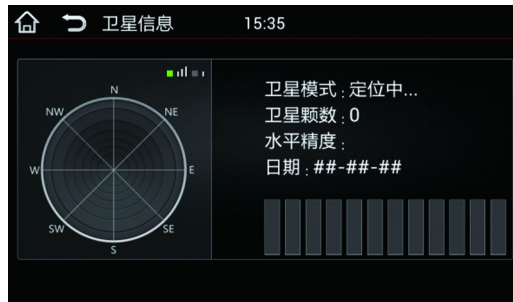 卫星信息 15:35
N
NW NE
W E
SW SE
S
卫星模式:定位中...
卫星颗数:0
水平精度:
日期:##-##-##